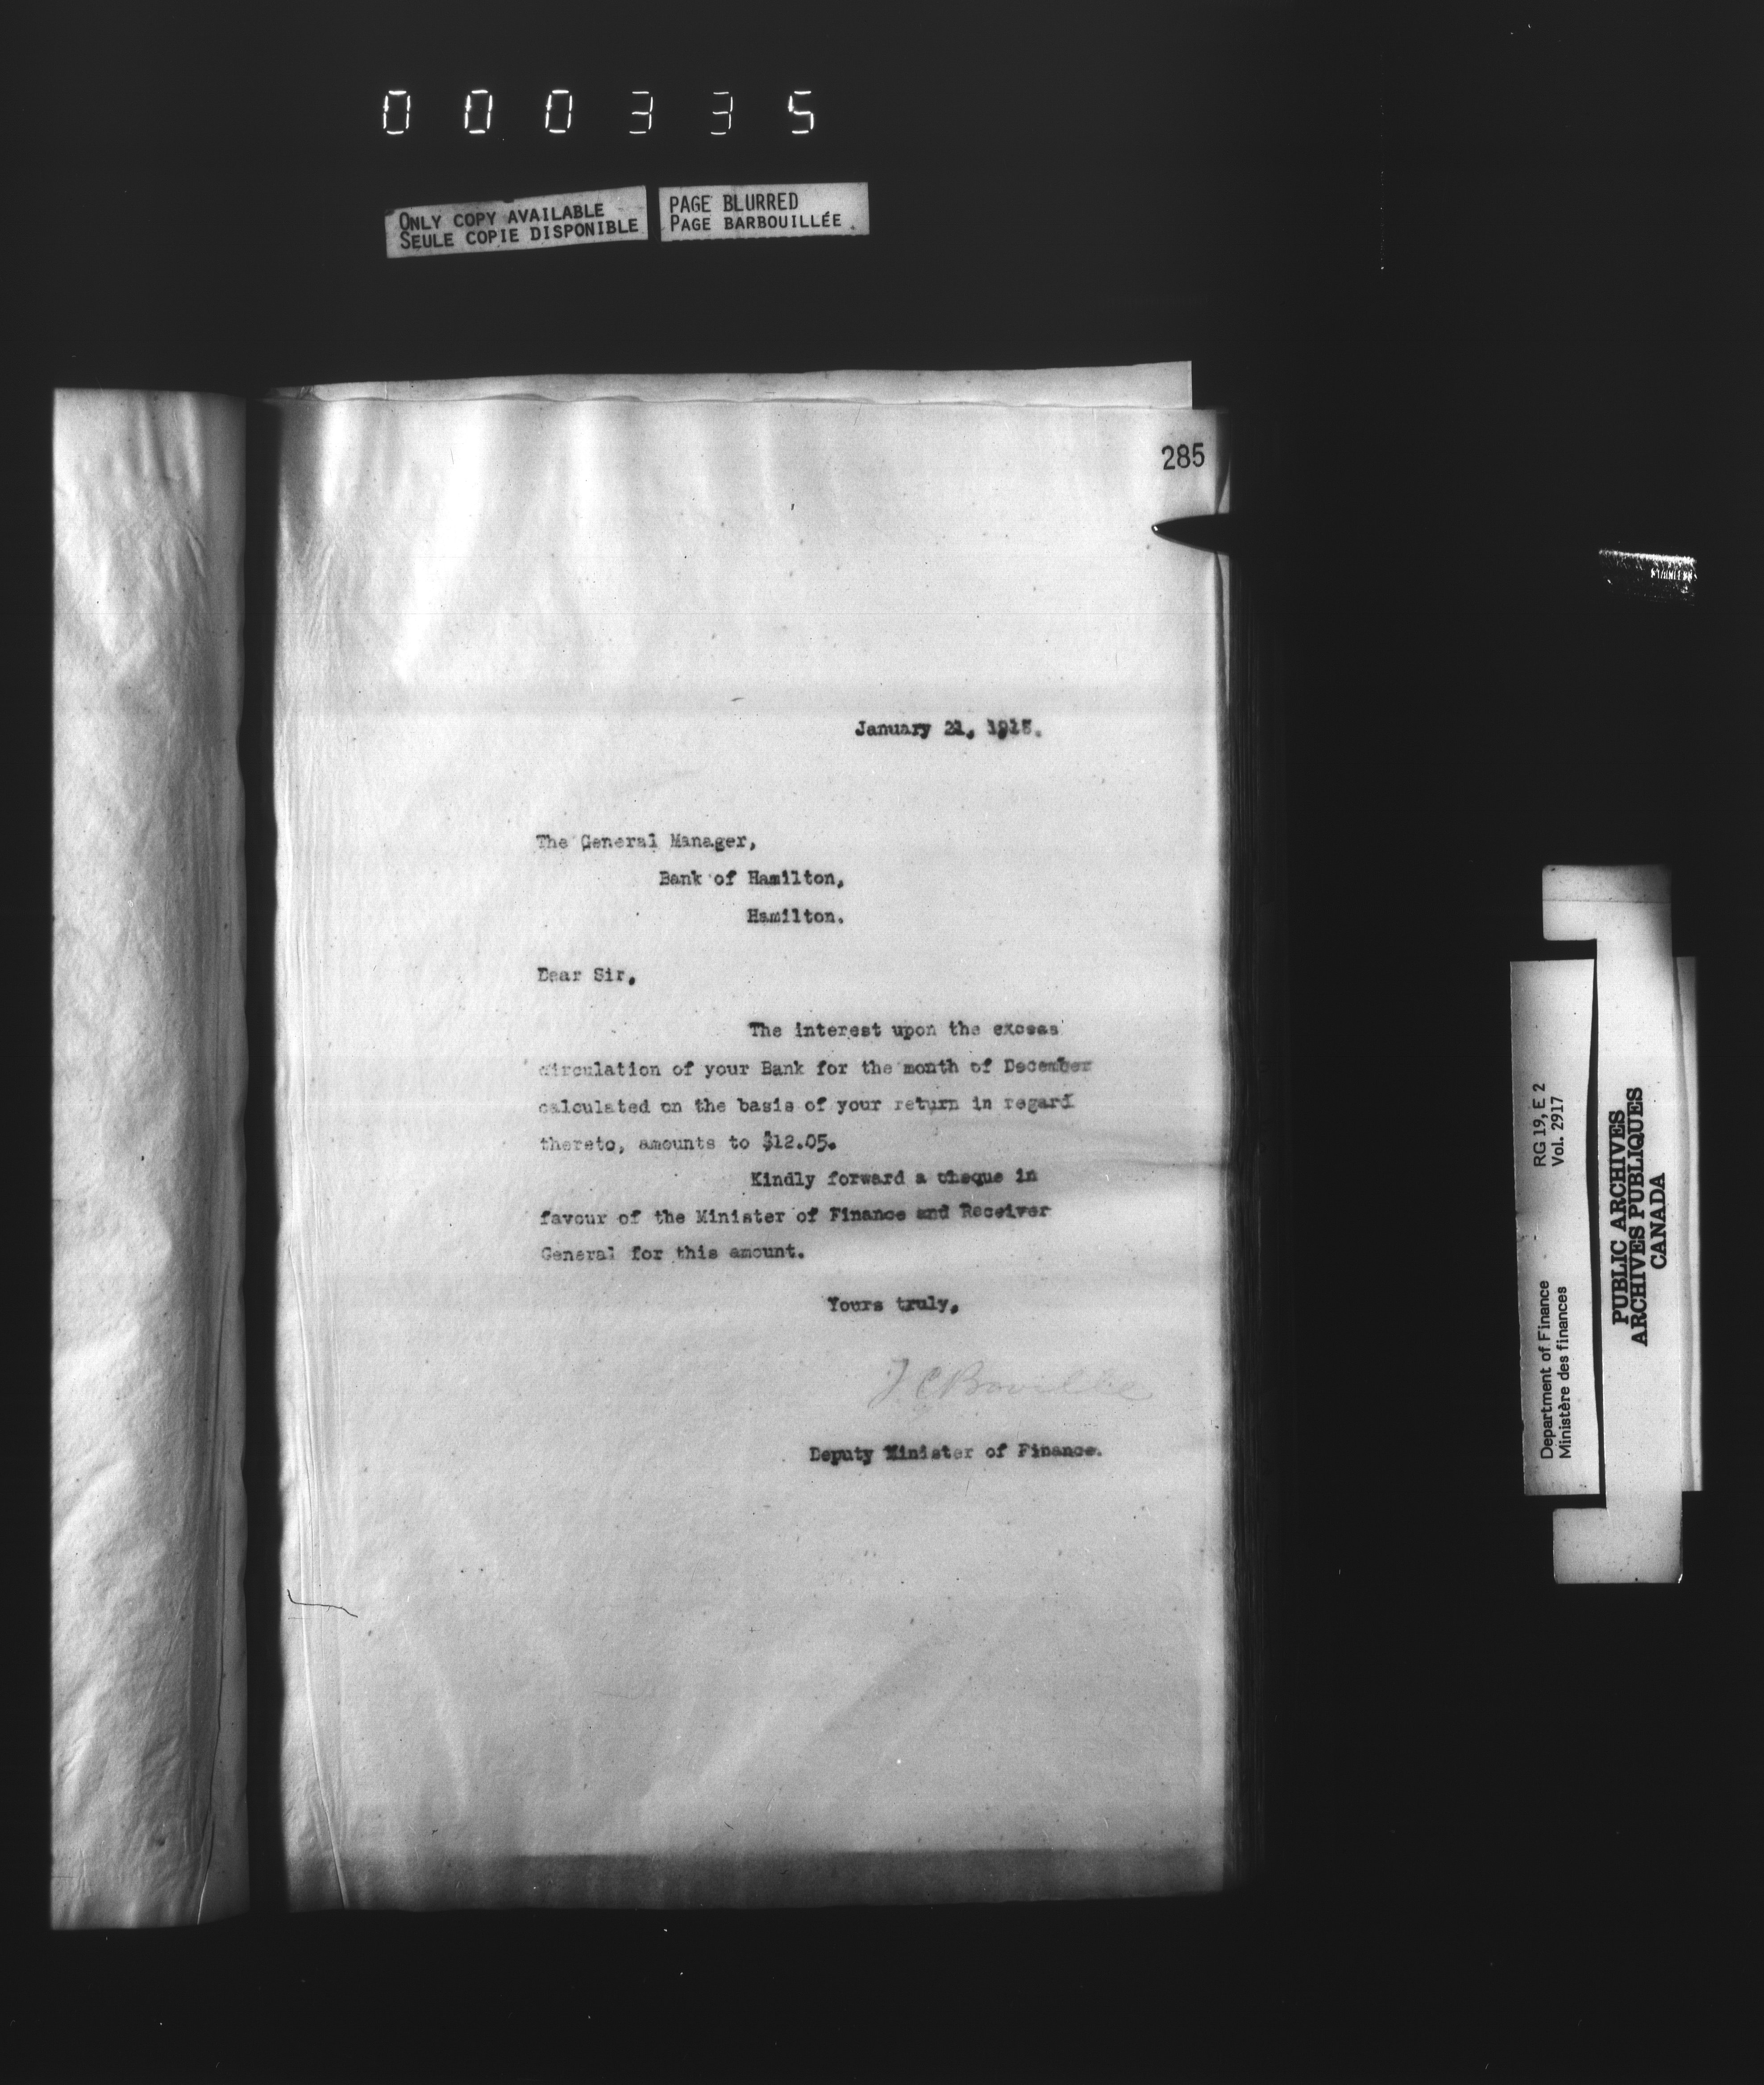 000335
ONLY COPY AVAILABLE
SEULE COPIE DISPONIBLE
PAGE BLURRED
PAGE BARBOUILLÉE
285
January 21, 1915.
The General Manager,
Bank of Hamilton,
Hamilton.
Dear Sir,
The interest upon the excess
circulation of your Bank for the month of December
calculated on the basis of your return in regard
thereto, amounts to $12.05.
Kindly forward a cheque in
favour of the Minister of Finance and Receiver
General for this amount.
Yours truly,
T C Boville
Deputy Minister of Finance.
Department of Finance RG 19, E 2
Ministère des finances Vol. 2917
PUBLIC ARCHIVES
ARCHIVES PUBLIQUES
CANADA